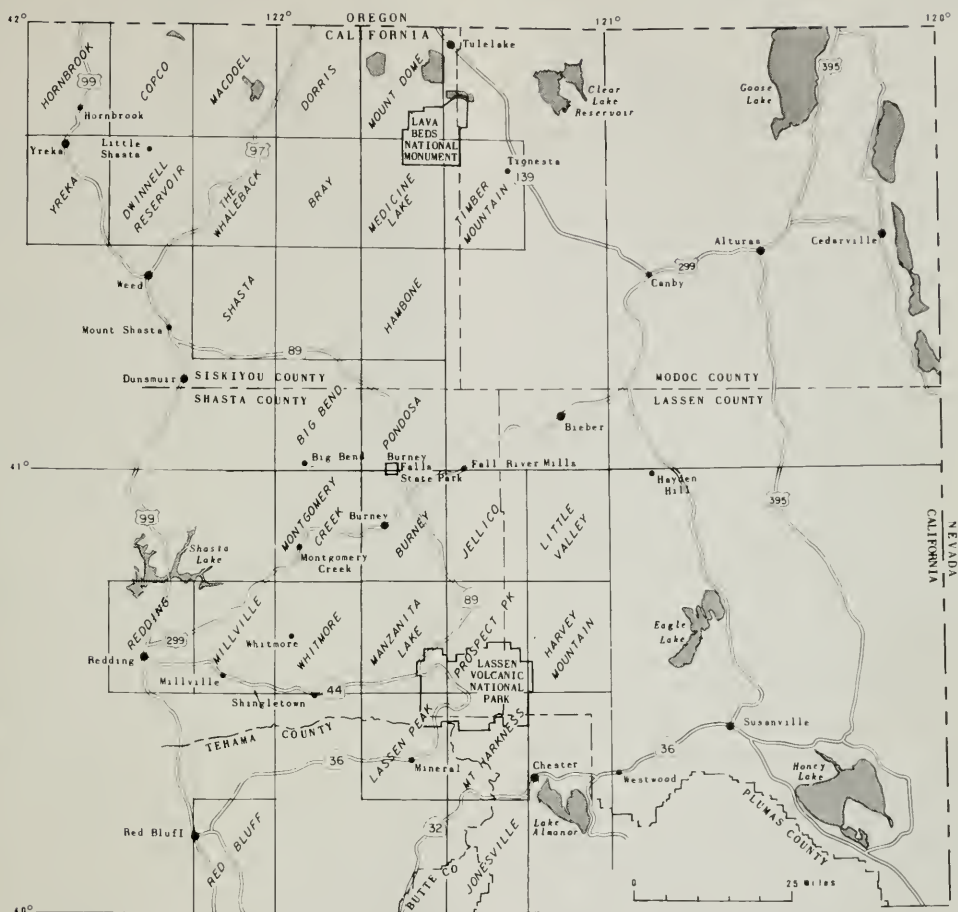 42°
122°
OREGON
CALIFORNIA
121°
120°
HORNBROOK
99
COPCO
MACDOEL
DORRIS
MOUNT DOME
Tulelake
Clear Lake Reservoir
Goose Lake
395
Hornbrook
LAVA BEDS NATIONAL MONUMENT
Yreka
Little Shasta
97
Tionesta
139
YREKA
DWINNELL RESERVOIR
THE WHALEBACK
BRAY
MEDICINE LAKE
TIMBER MOUNTAIN
Alturas
Cedarville
299
Canby
Weed
SHASTA
HAMBONE
Mount Shasta
89
Dunsmuir
SISKIYOU COUNTY
SHASTA COUNTY
MODOC COUNTY
LASSEN COUNTY
BIG BEND
PONDOSA
Bieber
41°
Big Bend
Burney Falls State Park
Fall River Mills
Hayden Hill
395
99
MONTGOMERY CREEK
Burney
BURNEY
JELLICO
LITTLE VALLEY
Shasta Lake
Montgomery Creek
NEVADA
CALIFORNIA
REDDING
299
MILLVILLE
Whitmore
WHITMORE
MANZANITA LAKE
89
PROSPECT PK
HARVEY MOUNTAIN
Eagle Lake
Redding
Millville
44
Shingletown
LASSEN VOLCANIC NATIONAL PARK
TEHAMA COUNTY
LASSEN PEAK
MT HARKNESS
Susanville
36
Mineral
Chester
36
Westwood
Honey Lake
Lake Almanor
PLUMAS COUNTY
Red Bluff
RED BLUFF
32
BUTTE CO
JONESVILLE
0
25 miles
40°